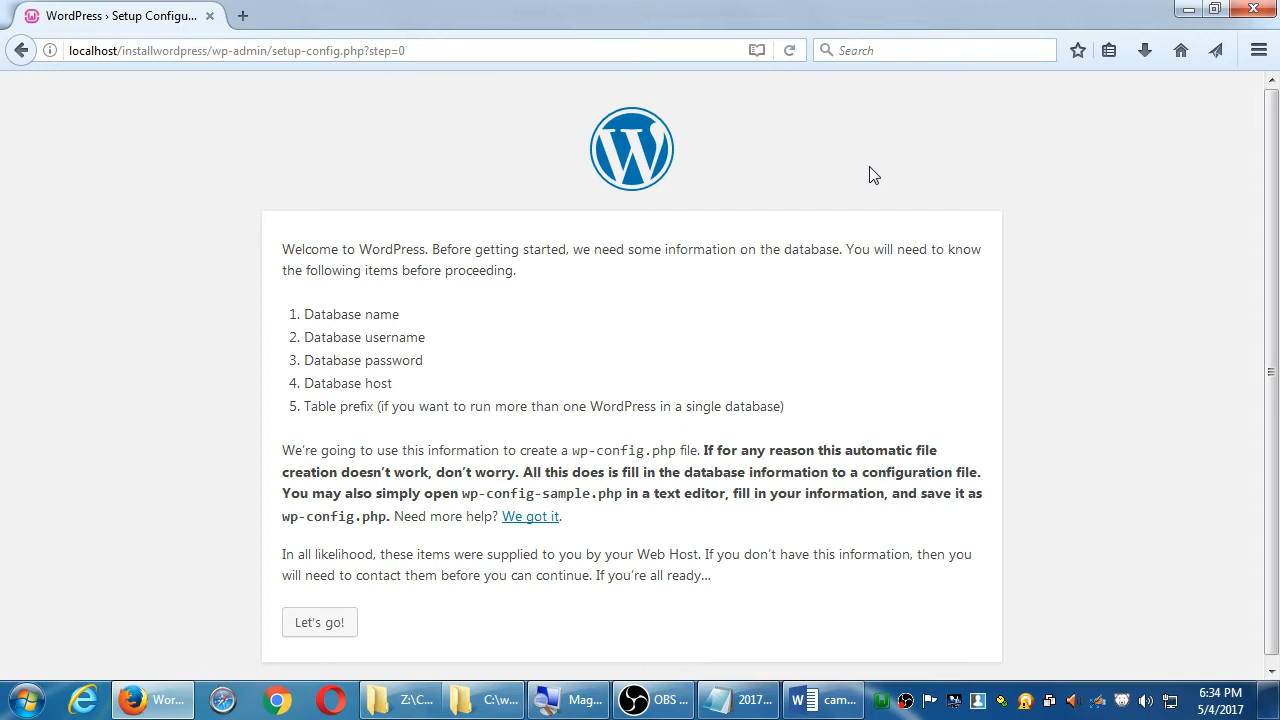 WordPress › Setup Configu...
localhost/installwordpress/wp-admin/setup-config.php?step=0
Search
Welcome to WordPress. Before getting started, we need some information on the database. You will need to know
the following items before proceeding.
1. Database name
2. Database username
3. Database password
4. Database host
5. Table prefix (if you want to run more than one WordPress in a single database)
We’re going to use this information to create a wp-config.php file. If for any reason this automatic file
creation doesn’t work, don’t worry. All this does is fill in the database information to a configuration file.
You may also simply open wp-config-sample.php in a text editor, fill in your information, and save it as
wp-config.php. Need more help? We got it.
In all likelihood, these items were supplied to you by your Web Host. If you don’t have this information, then you
will need to contact them before you can continue. If you’re all ready…
Let’s go!
Wor...
Z:\C...
C:\w...
Mag...
OBS ...
2017...
cam...
6:34 PM
5/4/2017